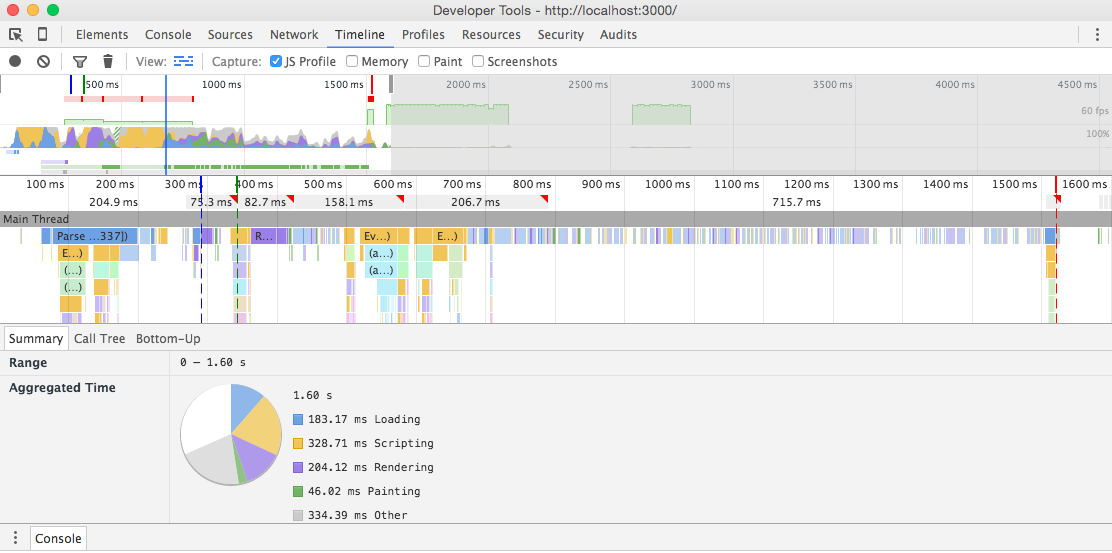 Developer Tools - http://localhost:3000/
Elements Console Sources Network Timeline Profiles Resources Security Audits
View: Capture: JS Profile Memory Paint Screenshots
500 ms 1000 ms 1500 ms 2000 ms 2500 ms 3000 ms 3500 ms 4000 ms 4500 ms
60 fps
100%
100 ms 200 ms 300 ms 400 ms 500 ms 600 ms 700 ms 800 ms 900 ms 1000 ms 1100 ms 1200 ms 1300 ms 1400 ms 1500 ms 1600 ms
204.9 ms 75.3 ms 82.7 ms 158.1 ms 206.7 ms 715.7 ms
Main Thread
Parse ...337]) R... Ev...) E...)
E...) (a...)
(...) (a...)
(...)
Summary Call Tree Bottom-Up
Range 0 – 1.60 s
Aggregated Time
1.60 s
183.17 ms Loading
328.71 ms Scripting
204.12 ms Rendering
46.02 ms Painting
334.39 ms Other
Console